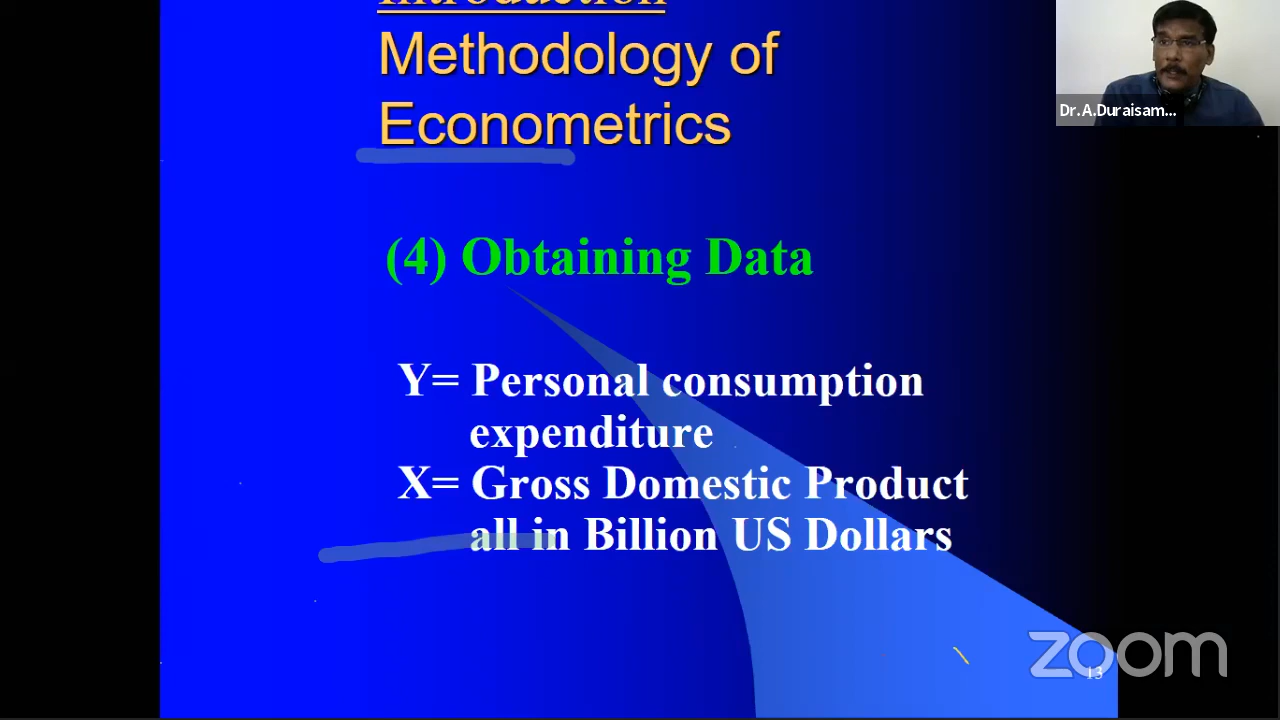 Introduction
Methodology of
Econometrics
Dr.A.Duraisam...
(4) Obtaining Data
Y= Personal consumption
expenditure
X= Gross Domestic Product
all in Billion US Dollars
zoom
13